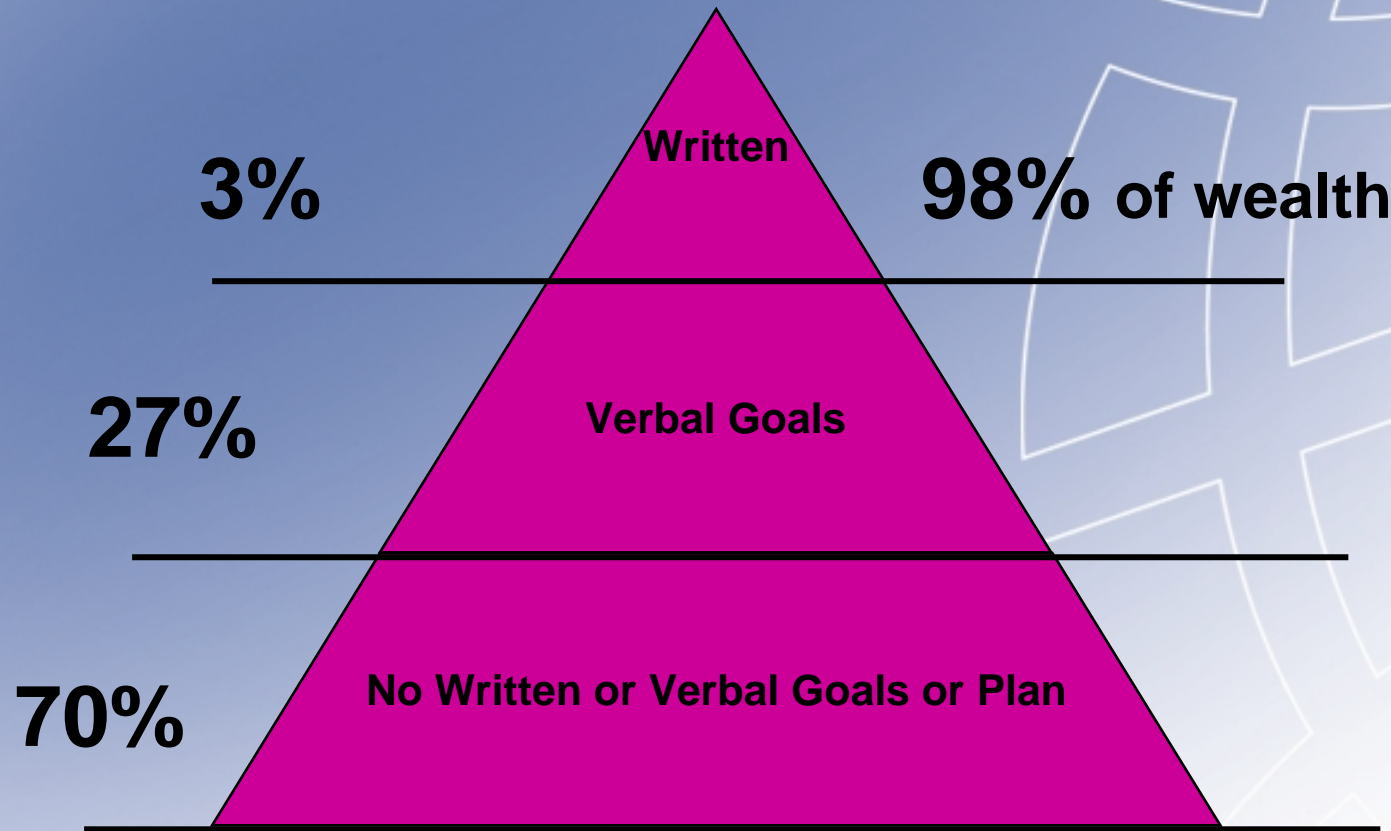 Written
3%
98% of wealth
27%
Verbal Goals
70%
No Written or Verbal Goals or Plan